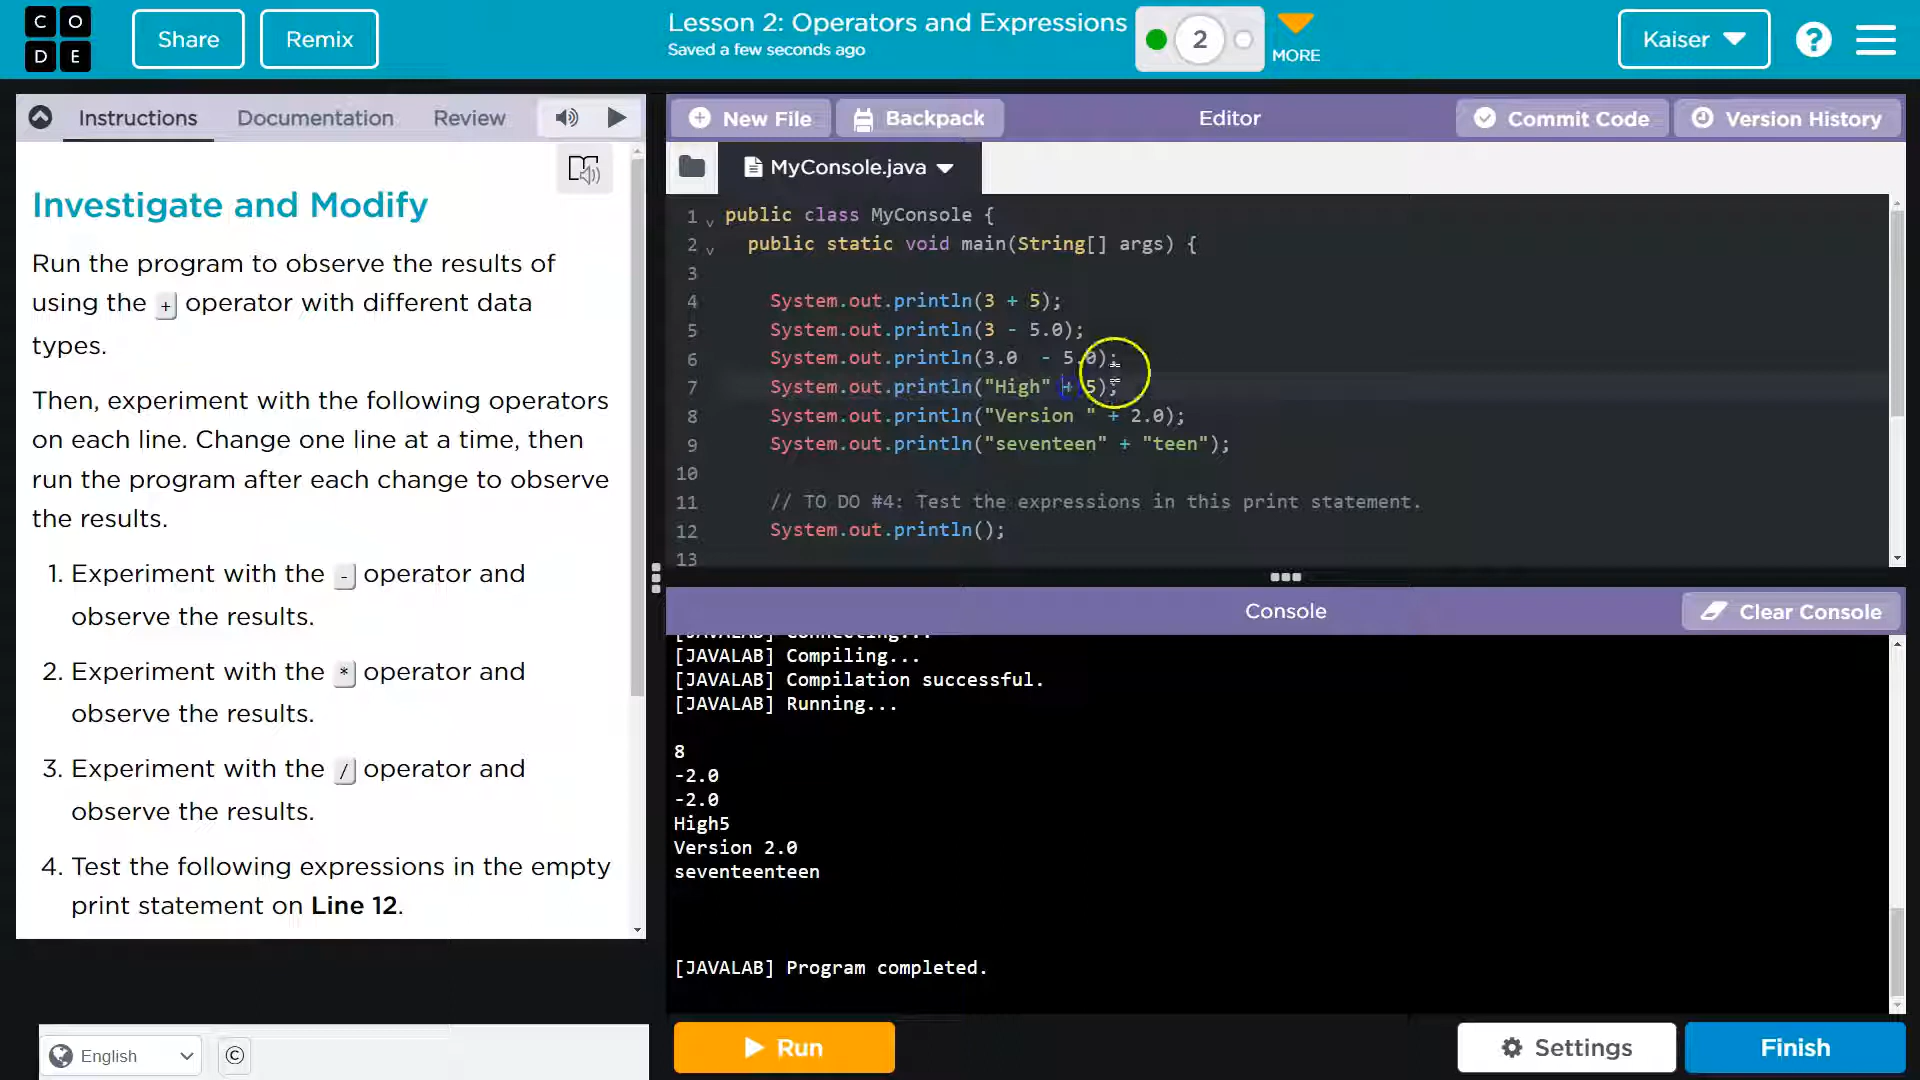 C O
D E
Share
Remix
Lesson 2: Operators and Expressions
Saved a few seconds ago
2
MORE
Kaiser
?
Instructions
Documentation
Review
Investigate and Modify
Run the program to observe the results of
using the + operator with different data
types.
Then, experiment with the following operators
on each line. Change one line at a time, then
run the program after each change to observe
the results.
1. Experiment with the - operator and
observe the results.
2. Experiment with the * operator and
observe the results.
3. Experiment with the / operator and
observe the results.
4. Test the following expressions in the empty
print statement on Line 12.
English
©
New File
Backpack
Editor
Commit Code
Version History
MyConsole.java
1 public class MyConsole {
2 public static void main(String[] args) {
3
4 System.out.println(3 + 5);
5 System.out.println(3 - 5.0);
6 System.out.println(3.0  - 5.0);
7 System.out.println("High" + 5);
8 System.out.println("Version " + 2.0);
9 System.out.println("seventeen" + "teen");
10
11 // TO DO #4: Test the expressions in this print statement.
12 System.out.println();
13
Console
Clear Console
[JAVALAB] Connecting...
[JAVALAB] Compiling...
[JAVALAB] Compilation successful.
[JAVALAB] Running...
8
-2.0
-2.0
High5
Version 2.0
seventeenteen
[JAVALAB] Program completed.
Run
Settings
Finish